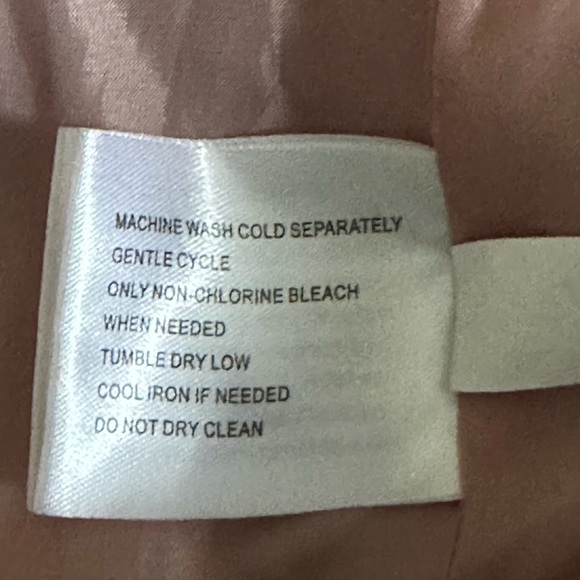 MACHINE WASH COLD SEPARATELY
GENTLE CYCLE
ONLY NON-CHLORINE BLEACH
WHEN NEEDED
TUMBLE DRY LOW
COOL IRON IF NEEDED
DO NOT DRY CLEAN